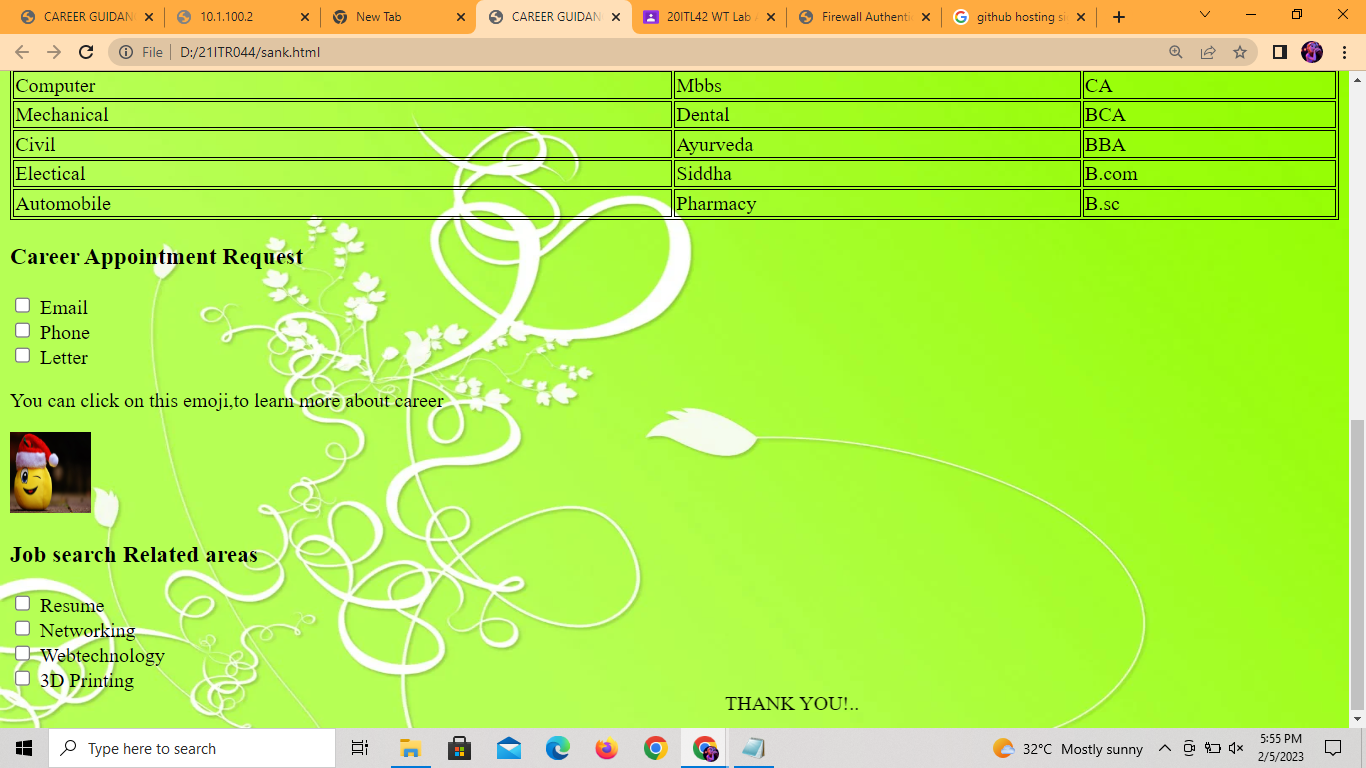 CAREER GUIDAN 10.1.100.2 New Tab CAREER GUIDAN 20ITL42 WT Lab Firewall Authenti github hosting si
File D:/21ITR044/sank.html
Computer Mbbs CA
Mechanical Dental BCA
Civil Ayurveda BBA
Electical Siddha B.com
Automobile Pharmacy B.sc
Career Appointment Request
Email
Phone
Letter
You can click on this emoji,to learn more about career
Job search Related areas
Resume
Networking
Webtechnology
3D Printing
THANK YOU!..
Type here to search 32°C Mostly sunny 5:55 PM
2/5/2023